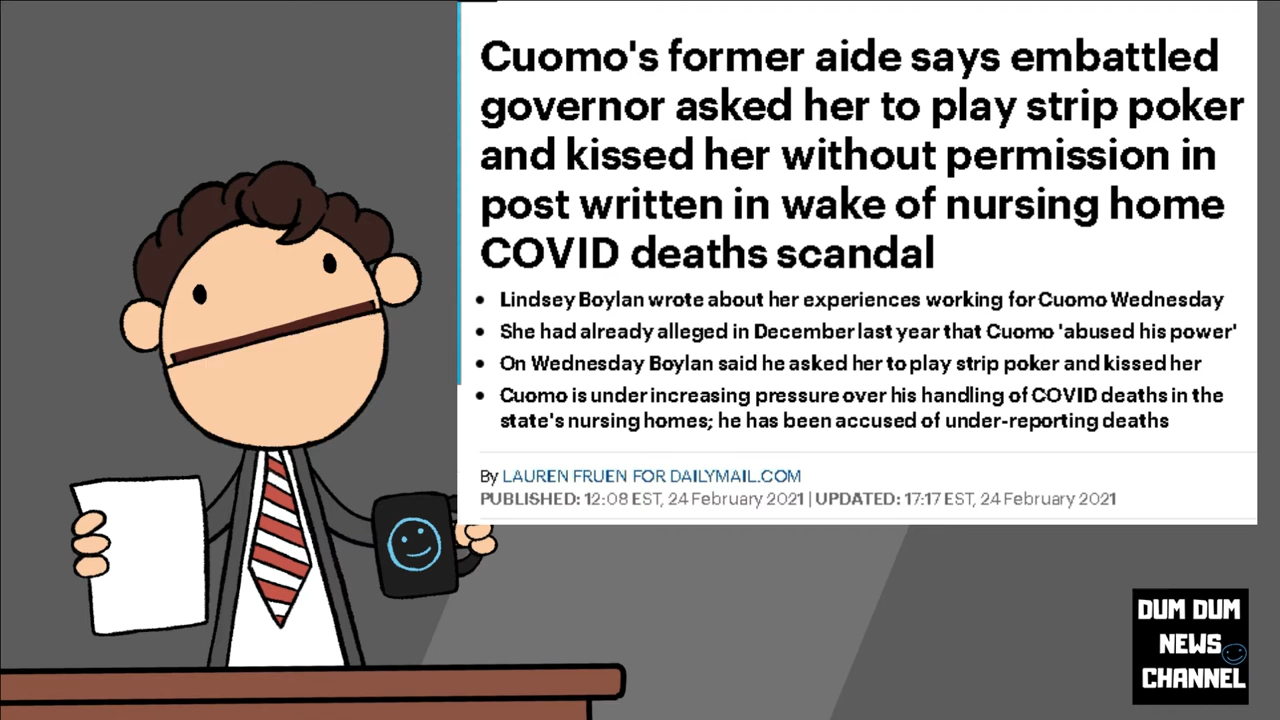 Cuomo's former aide says embattled
governor asked her to play strip poker
and kissed her without permission in
post written in wake of nursing home
COVID deaths scandal
• Lindsey Boylan wrote about her experiences working for Cuomo Wednesday
• She had already alleged in December last year that Cuomo 'abused his power'
• On Wednesday Boylan said he asked her to play strip poker and kissed her
• Cuomo is under increasing pressure over his handling of COVID deaths in the
state's nursing homes; he has been accused of under-reporting deaths
By LAUREN FRUEN FOR DAILYMAIL.COM
PUBLISHED: 12:08 EST, 24 February 2021 | UPDATED: 17:17 EST, 24 February 2021
DUM DUM
NEWS
CHANNEL